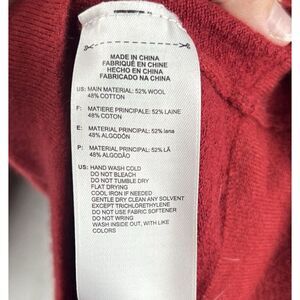 MADE IN CHINA
FABRIQUÉ EN CHINE
HECHO EN CHINA
FABRICADO NA CHINA
US: MAIN MATERIAL: 52% WOOL
48% COTTON
F: MATIERE PRINCIPALE: 52% LAINE
48% COTON
E: MATERIAL PRINCIPAL: 52% lana
48% ALGODÓN
P: MATERIAL PRINCIPAL: 52% LÃ
48% ALGODÃO
US: HAND WASH COLD
DO NOT BLEACH
DO NOT TUMBLE DRY
FLAT DRYING
COOL IRON IF NEEDED
GENTLE DRY CLEAN ANY SOLVENT
EXCEPT TRICHLORETHYLENE
DO NOT USE FABRIC SOFTENER
DO NOT WRING
WASH INSIDE OUT, WITH LIKE
COLORS